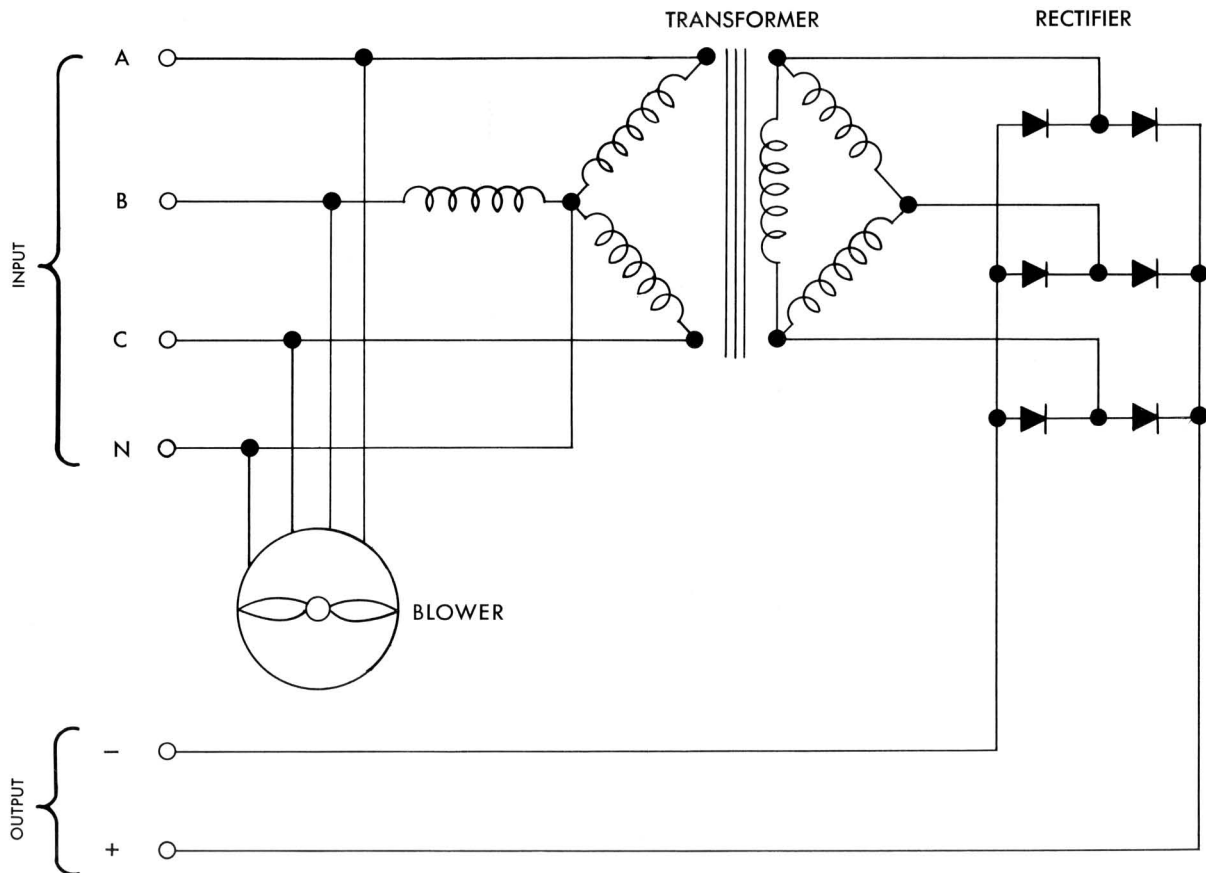 TRANSFORMER
RECTIFIER
INPUT
A
B
C
N
BLOWER
OUTPUT
−
+